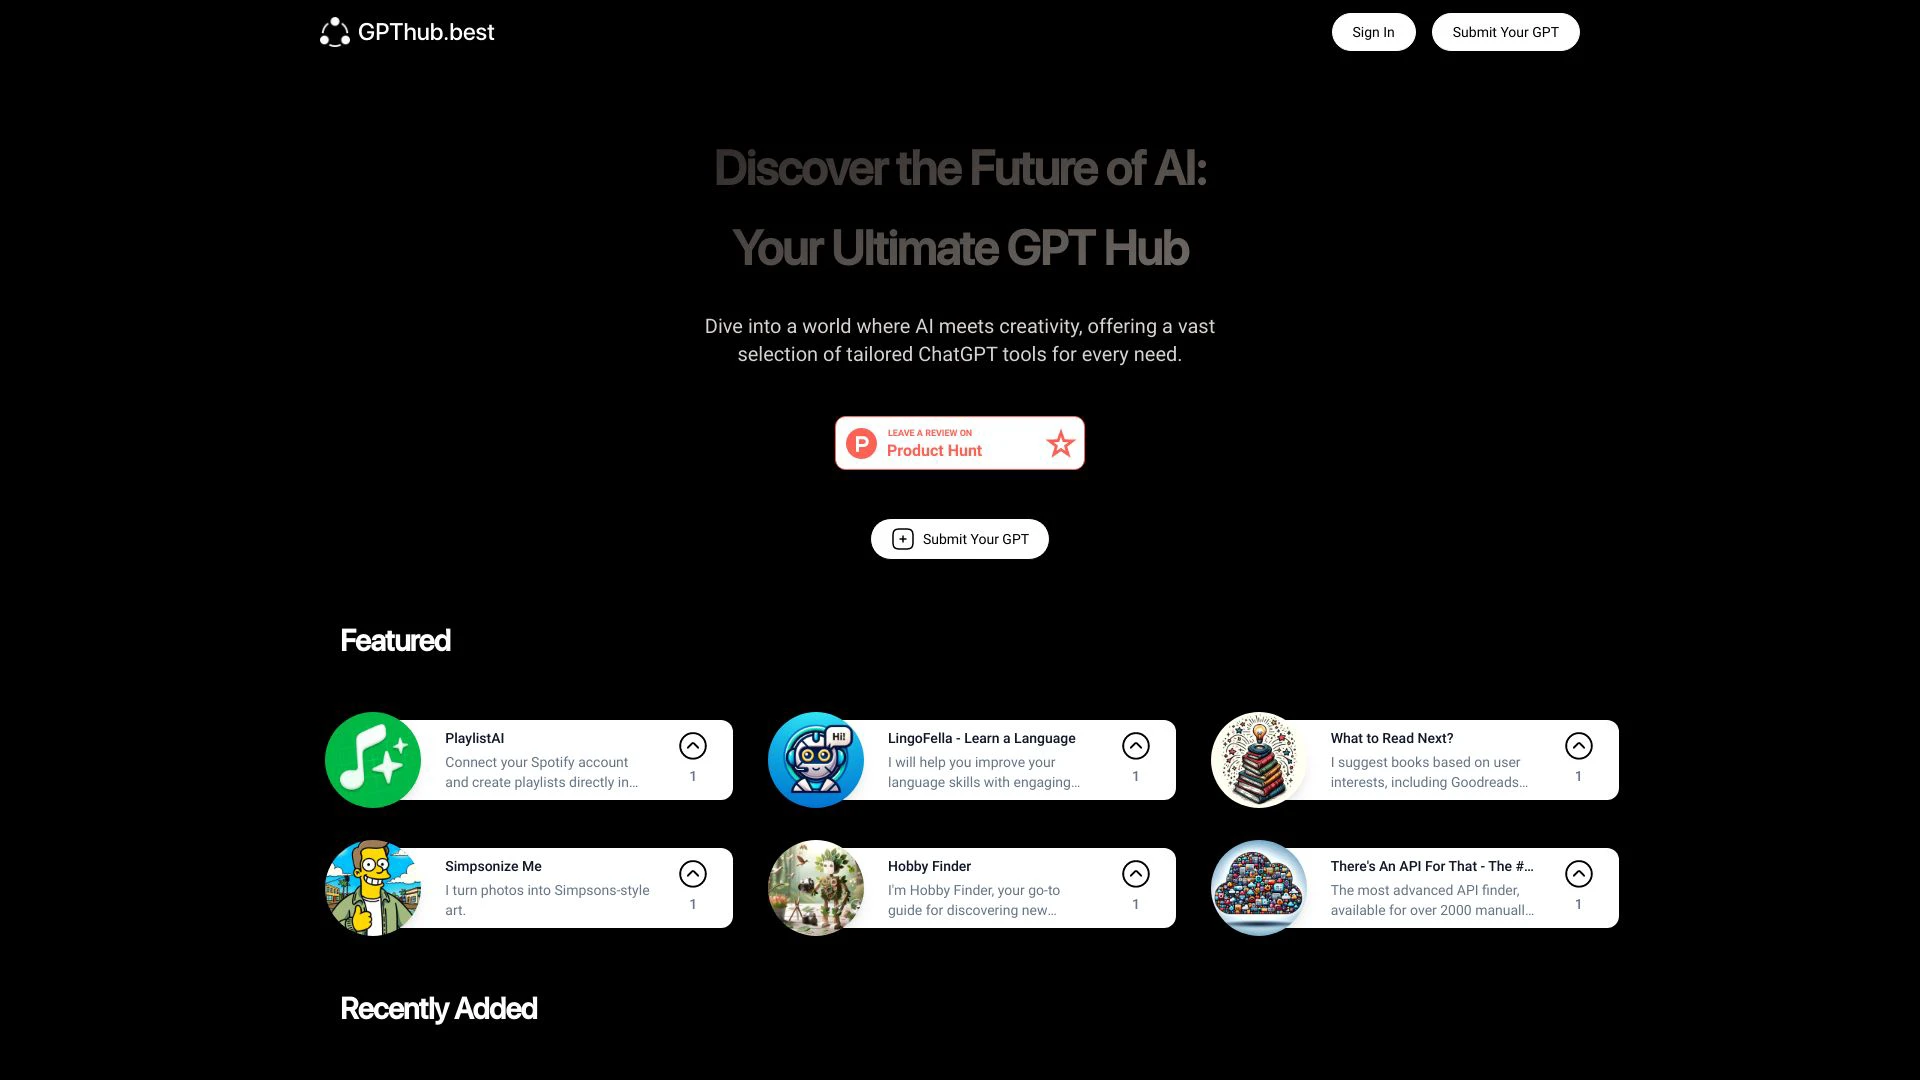 GPThub.best
Sign In
Submit Your GPT
Discover the Future of AI:
Your Ultimate GPT Hub
Dive into a world where AI meets creativity, offering a vast
selection of tailored ChatGPT tools for every need.
P
LEAVE A REVIEW ON
Product Hunt
Submit Your GPT
Featured
PlaylistAI
Connect your Spotify account
and create playlists directly in...
1
Hi!
LingoFella - Learn a Language
I will help you improve your
language skills with engaging...
1
What to Read Next?
I suggest books based on user
interests, including Goodreads...
1
Simpsonize Me
I turn photos into Simpsons-style
art.
1
Hobby Finder
I'm Hobby Finder, your go-to
guide for discovering new...
1
There's An API For That - The #...
The most advanced API finder,
available for over 2000 manuall...
1
Recently Added